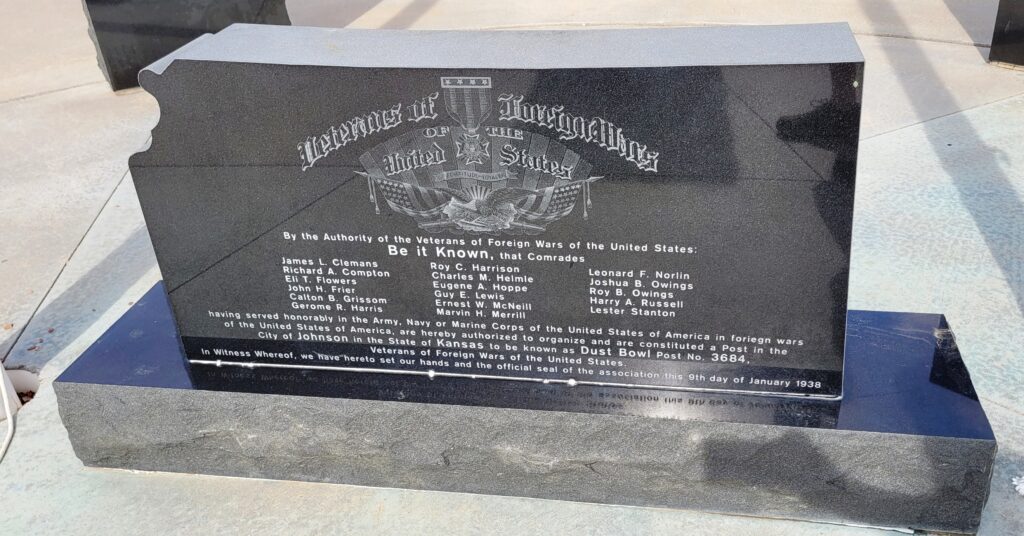 Veterans of Foreign Wars
OF THE
United States
By the Authority of the Veterans of Foreign Wars of the United States:
Be it Known, that Comrades
James L. Clemans
Richard A. Compton
Eli T. Flowers
John H. Frier
Calton B. Grissom
Gerome R. Harris
Roy C. Harrison
Charles M. Helmle
Eugene A. Hoppe
Guy E. Lewis
Ernest W. McNeill
Marvin H. Merrill
Leonard F. Norlin
Joshua B. Owings
Roy B. Owings
Harry A. Russell
Lester Stanton
having served honorably in the Army, Navy or Marine Corps of the United States of America in foriegn wars
of the United States of America, are hereby authorized to organize and are constituted a Post in the
City of Johnson in the State of Kansas to be known as Dust Bowl Post No. 3684,
Veterans of Foreign Wars of the United States.
In Witness Whereof, we have hereto set our hands and the official seal of the association this 9th day of January 1938